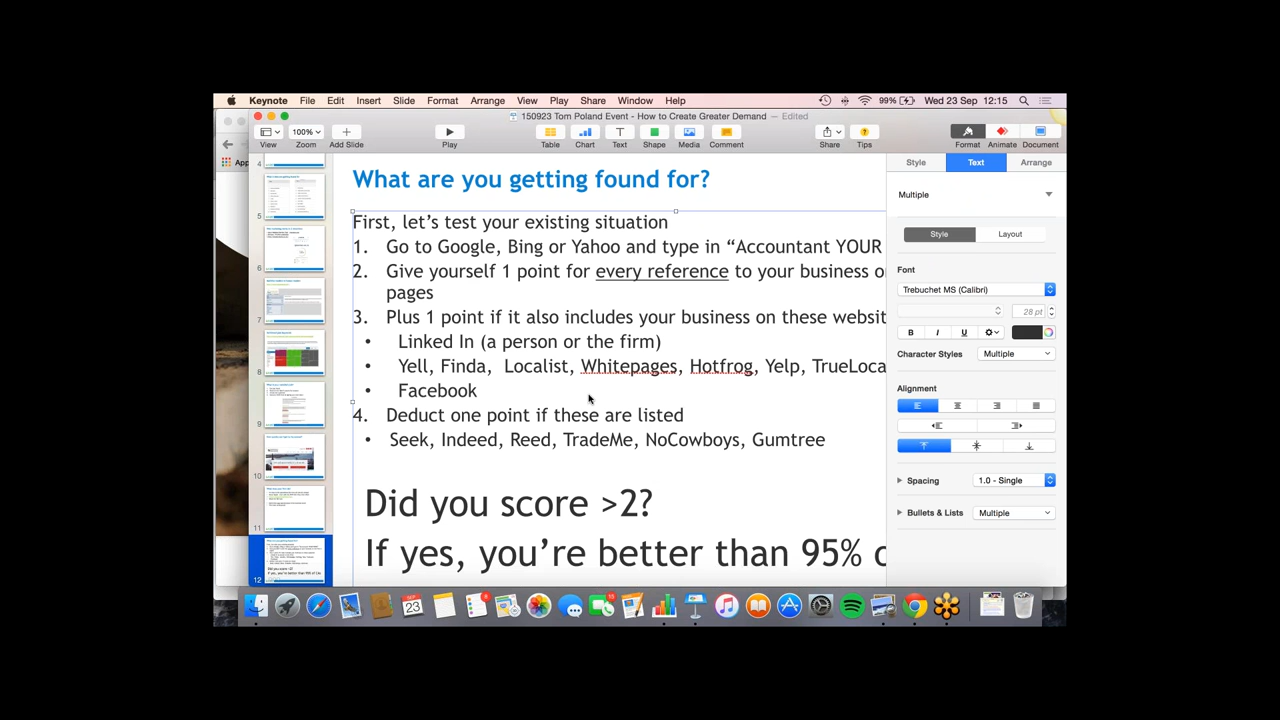 Keynote File Edit Insert Slide Format Arrange View Play Share Window Help 99% Wed 23 Sep 12:15
150923 Tom Poland Event - How to Create Greater Demand — Edited
View Zoom Add Slide Play Table Chart Text Shape Media Comment Share Tips Format Animate Document
100%
App
Style Text Arrange
Multiple
Style Layout
Font
Trebuchet MS (Calibri)
28 pt
B I U
Character Styles Multiple
Alignment
Spacing 1.0 - Single
Bullets & Lists Multiple
4
5
6
7
8
9
10
11
12
What are you getting found for?
First, let's test your existing situation
1. Go to Google, Bing or Yahoo and type in "Accountant YOUR
2. Give yourself 1 point for every reference to your business o
pages
3. Plus 1 point if it also includes your business on these websit
• Linked In (a person or the firm)
• Yell, Finda, Localist, Whitepages, Hotfrog, Yelp, TrueLoca
• Facebook
4. Deduct one point if these are listed
• Seek, Indeed, Reed, TradeMe, NoCowboys, Gumtree
Did you score >2?
If yes, you're better than 95% o